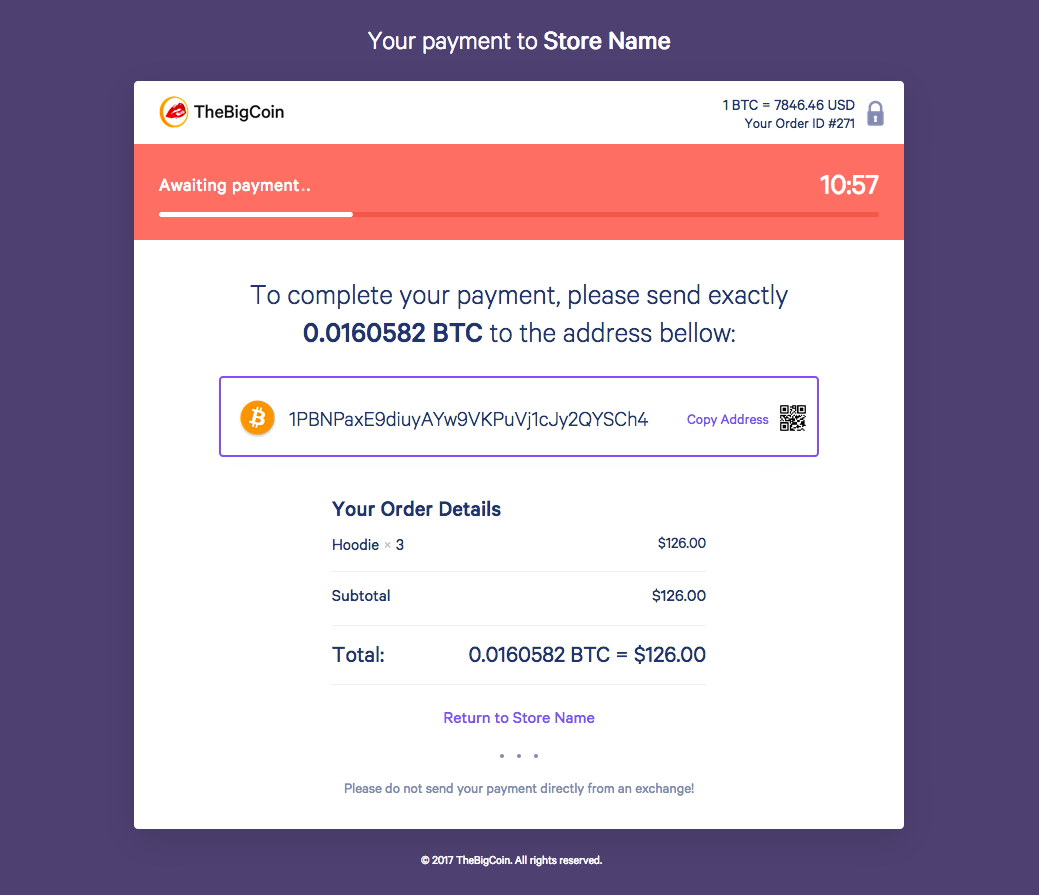 Your payment to Store Name
TheBigCoin
1 BTC = 7846.46 USD
Your Order ID #271
Awaiting payment..
10:57
To complete your payment, please send exactly
0.0160582 BTC to the address bellow:
1PBNPaxE9diuyAYw9VKPuVj1cJy2QYSCh4
Copy Address
Your Order Details
Hoodie × 3 $126.00
Subtotal $126.00
Total: 0.0160582 BTC = $126.00
Return to Store Name
• • •
Please do not send your payment directly from an exchange!
© 2017 TheBigCoin. All rights reserved.